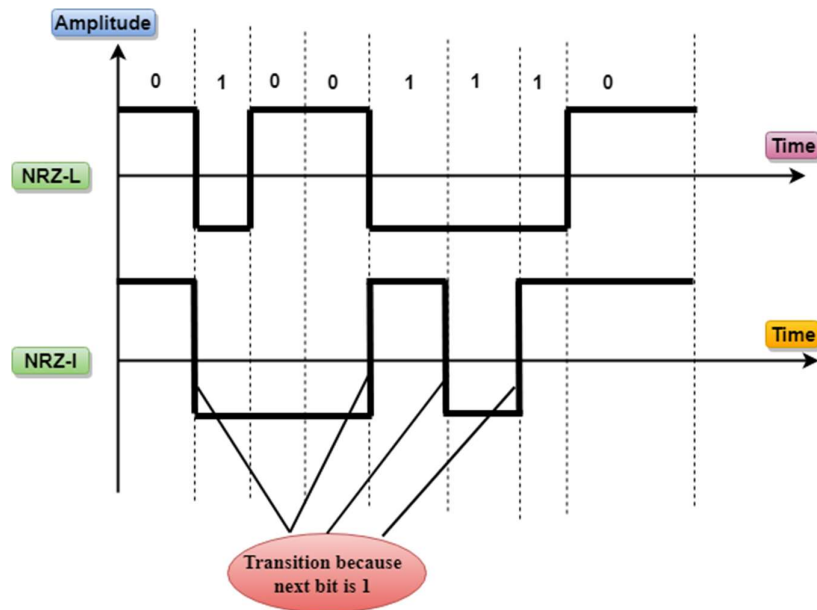 Amplitude
0 1 0 0 1 1 1 0
Time
NRZ-L
NRZ-I
Time
Transition because
next bit is 1